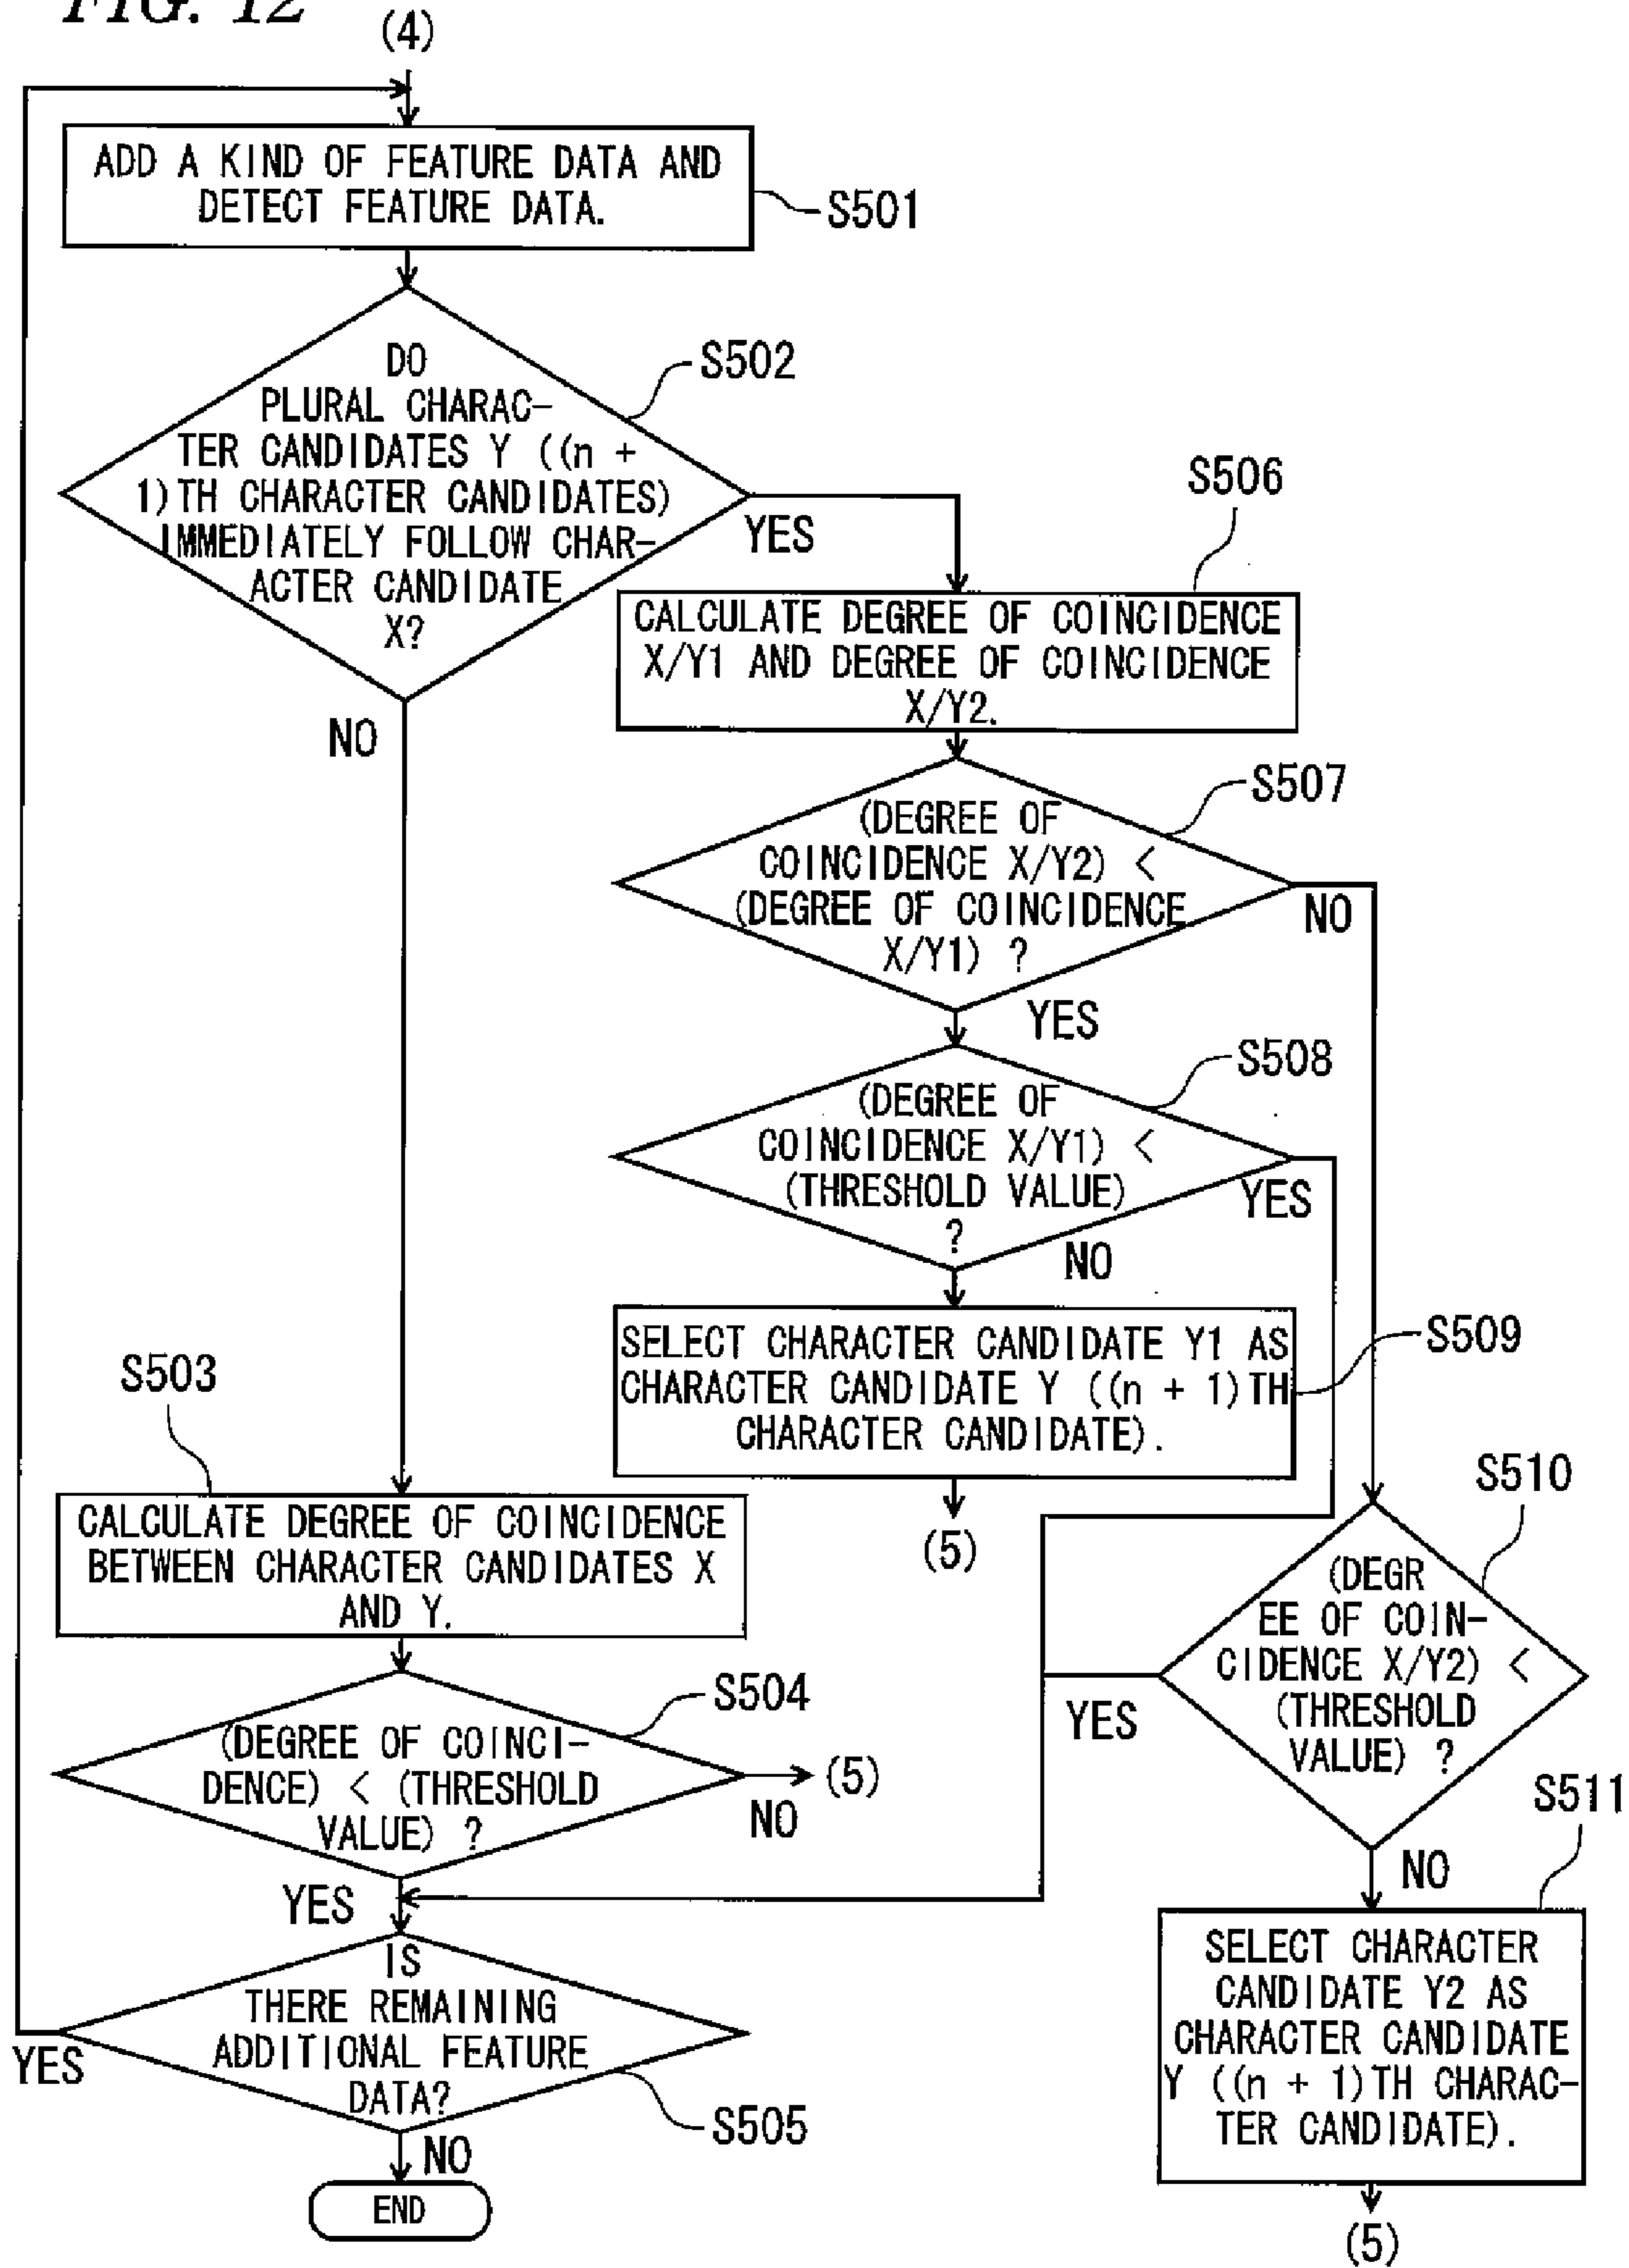 FIG. 12
(4)
ADD A KIND OF FEATURE DATA AND
DETECT FEATURE DATA.
S501
DO
PLURAL CHARAC-
TER CANDIDATES Y ((n +
1)TH CHARACTER CANDIDATES)
IMMEDIATELY FOLLOW CHAR-
ACTER CANDIDATE
X?
S502
YES
NO
S506
CALCULATE DEGREE OF COINCIDENCE
X/Y1 AND DEGREE OF COINCIDENCE
X/Y2.
S507
(DEGREE OF
COINCIDENCE X/Y2) <
(DEGREE OF COINCIDENCE
X/Y1) ?
NO
YES
S508
(DEGREE OF
COINCIDENCE X/Y1) <
(THRESHOLD VALUE)
?
YES
NO
SELECT CHARACTER CANDIDATE Y1 AS
CHARACTER CANDIDATE Y ((n + 1)TH
CHARACTER CANDIDATE).
S509
(5)
S503
CALCULATE DEGREE OF COINCIDENCE
BETWEEN CHARACTER CANDIDATES X
AND Y.
S504
(DEGREE OF COINCI-
DENCE) < (THRESHOLD
VALUE) ?
(5)
NO
YES
S510
(DEGR
EE OF COIN-
CIDENCE X/Y2) <
(THRESHOLD
VALUE) ?
YES
NO
S511
SELECT CHARACTER
CANDIDATE Y2 AS
CHARACTER CANDIDATE
Y ((n + 1)TH CHARAC-
TER CANDIDATE).
(5)
IS
THERE REMAINING
ADDITIONAL FEATURE
DATA?
YES
S505
NO
END